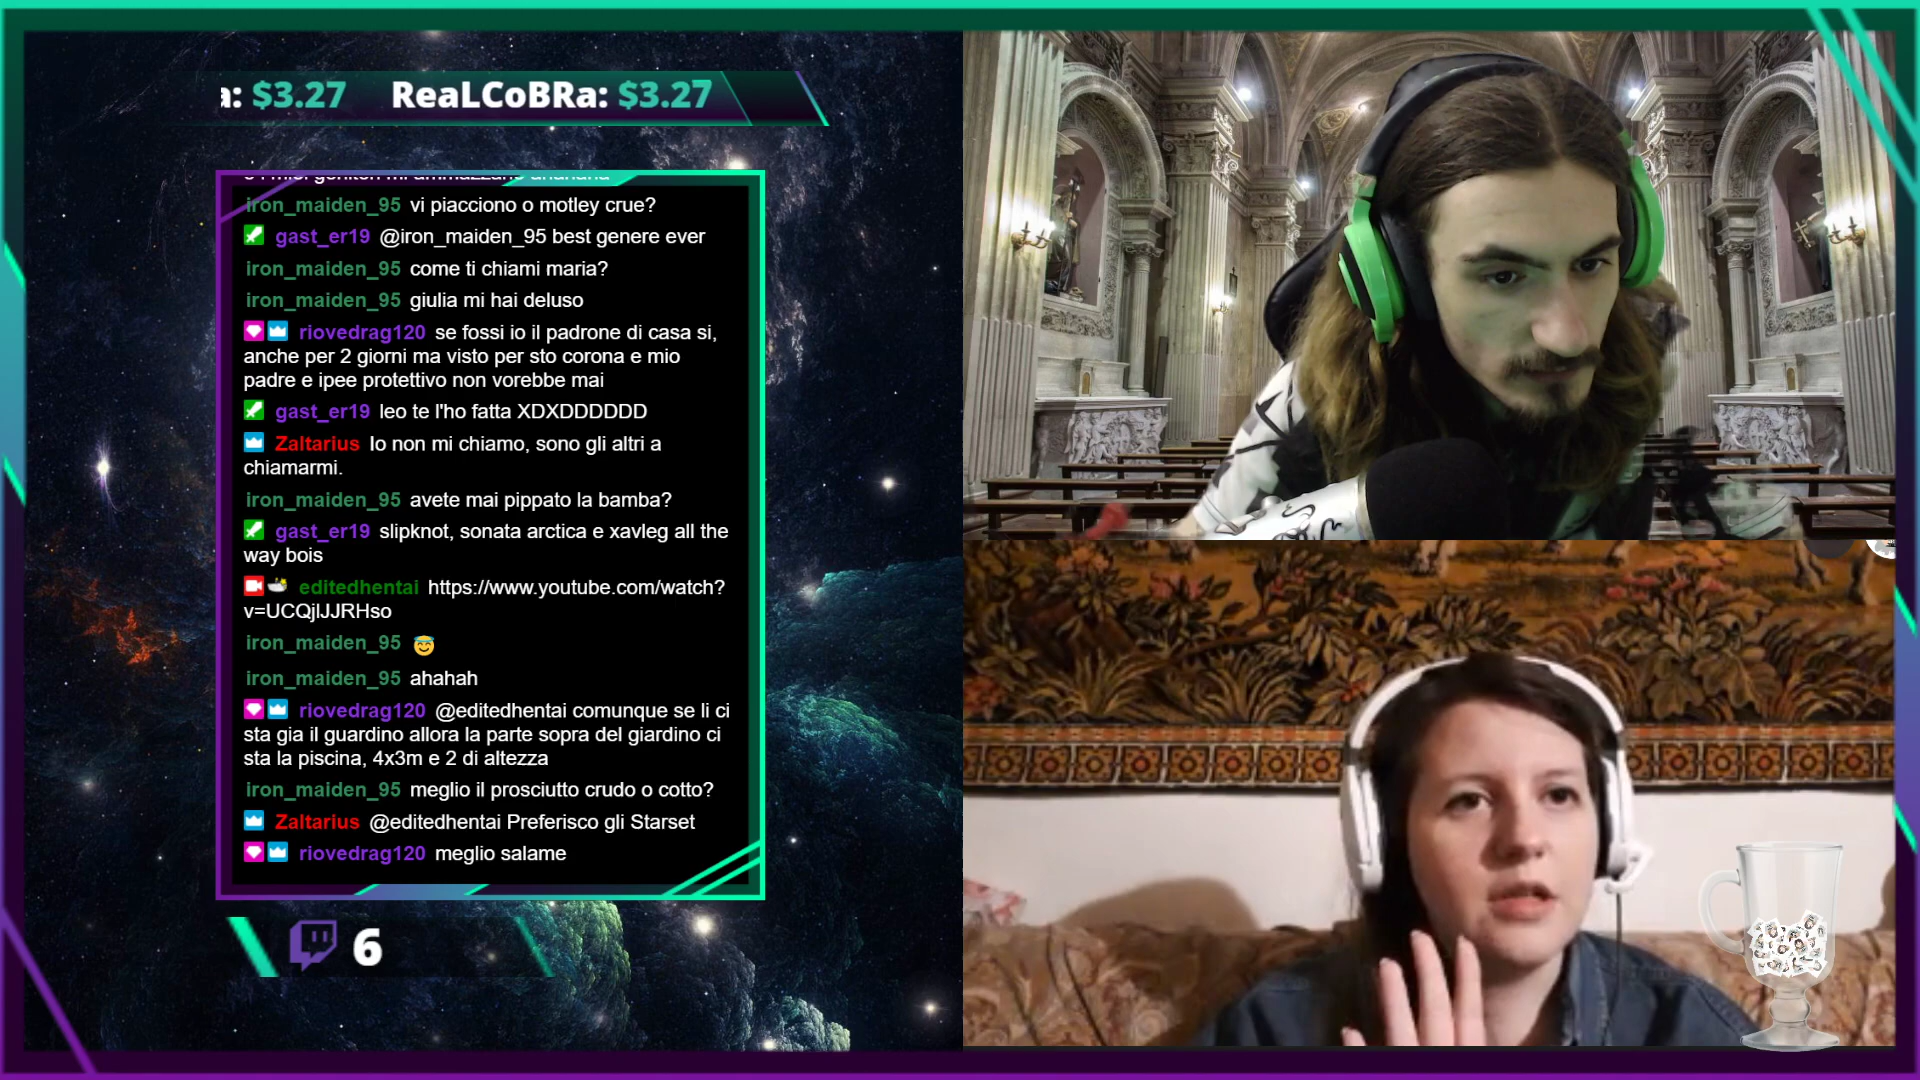 a: $3.27 ReaLCoBRa: $3.27
iron_maiden_95 vi piacciono o motley crue?
gast_er19 @iron_maiden_95 best genere ever
iron_maiden_95 come ti chiami maria?
iron_maiden_95 giulia mi hai deluso
riovedrag120 se fossi io il padrone di casa si,
anche per 2 giorni ma visto per sto corona e mio
padre e ipee protettivo non vorebbe mai
gast_er19 leo te l'ho fatta XDXDDDDDD
Zaltarius Io non mi chiamo, sono gli altri a
chiamarmi.
iron_maiden_95 avete mai pippato la bamba?
gast_er19 slipknot, sonata arctica e xavleg all the
way bois
editedhentai https://www.youtube.com/watch?
v=UCQjlJJRHso
iron_maiden_95
iron_maiden_95 ahahah
riovedrag120 @editedhentai comunque se li ci
sta gia il guardino allora la parte sopra del giardino ci
sta la piscina, 4x3m e 2 di altezza
iron_maiden_95 meglio il prosciutto crudo o cotto?
Zaltarius @editedhentai Preferisco gli Starset
riovedrag120 meglio salame
6